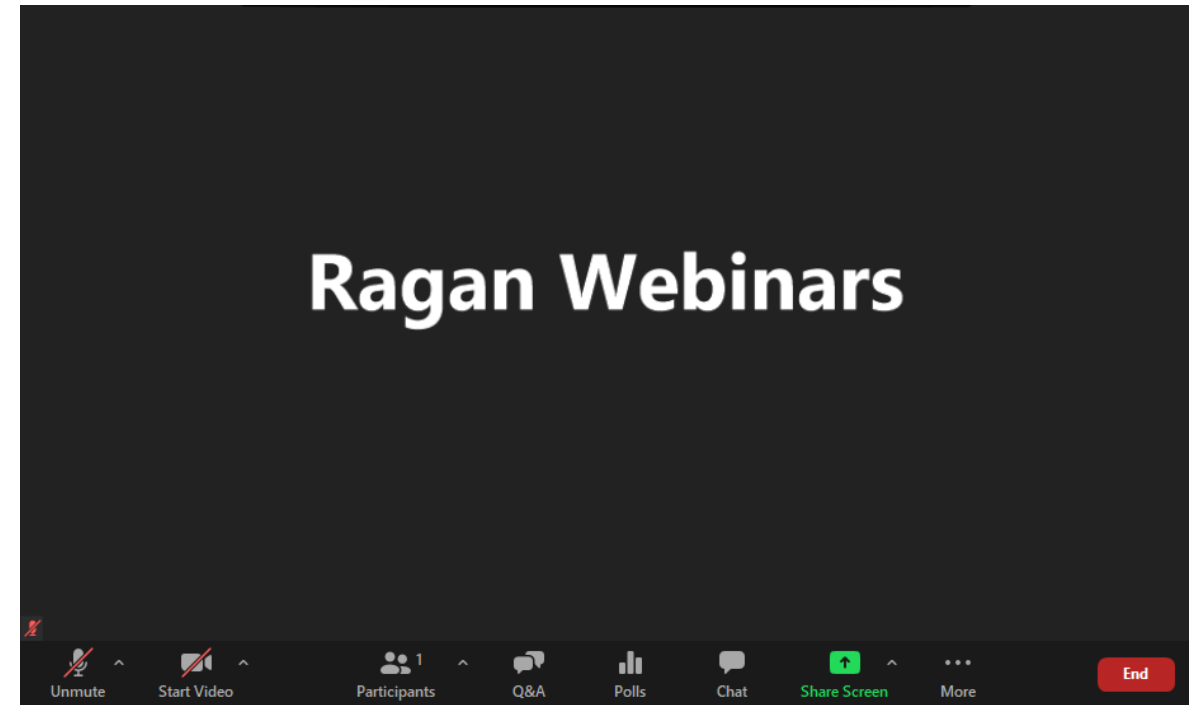 Ragan Webinars
1
Unmute
Start Video
Participants
Q&A
Polls
Chat
Share Screen
More
End